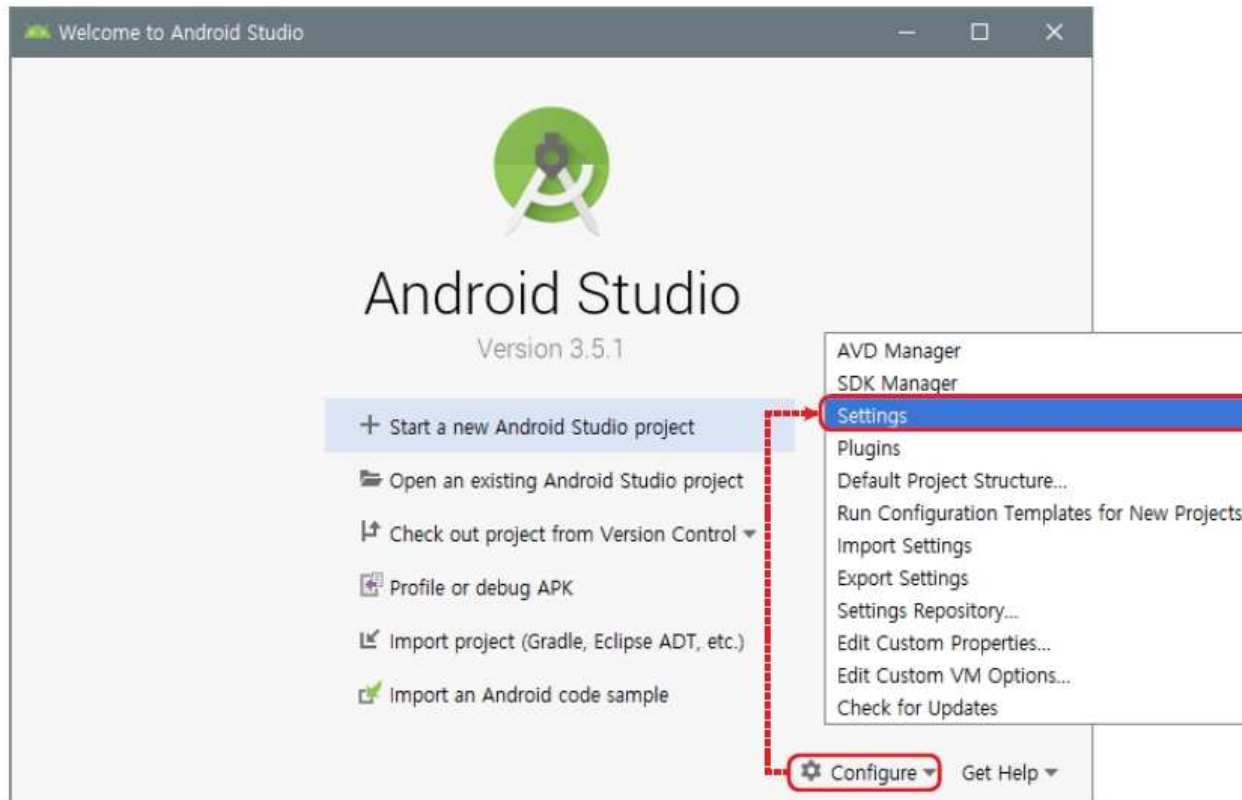 Welcome to Android Studio
Android Studio
Version 3.5.1
Start a new Android Studio project
Open an existing Android Studio project
Check out project from Version Control
Profile or debug APK
Import project (Gradle, Eclipse ADT, etc.)
Import an Android code sample
AVD Manager
SDK Manager
Settings
Plugins
Default Project Structure...
Run Configuration Templates for New Projects
Import Settings
Export Settings
Settings Repository...
Edit Custom Properties...
Edit Custom VM Options...
Check for Updates
Configure
Get Help